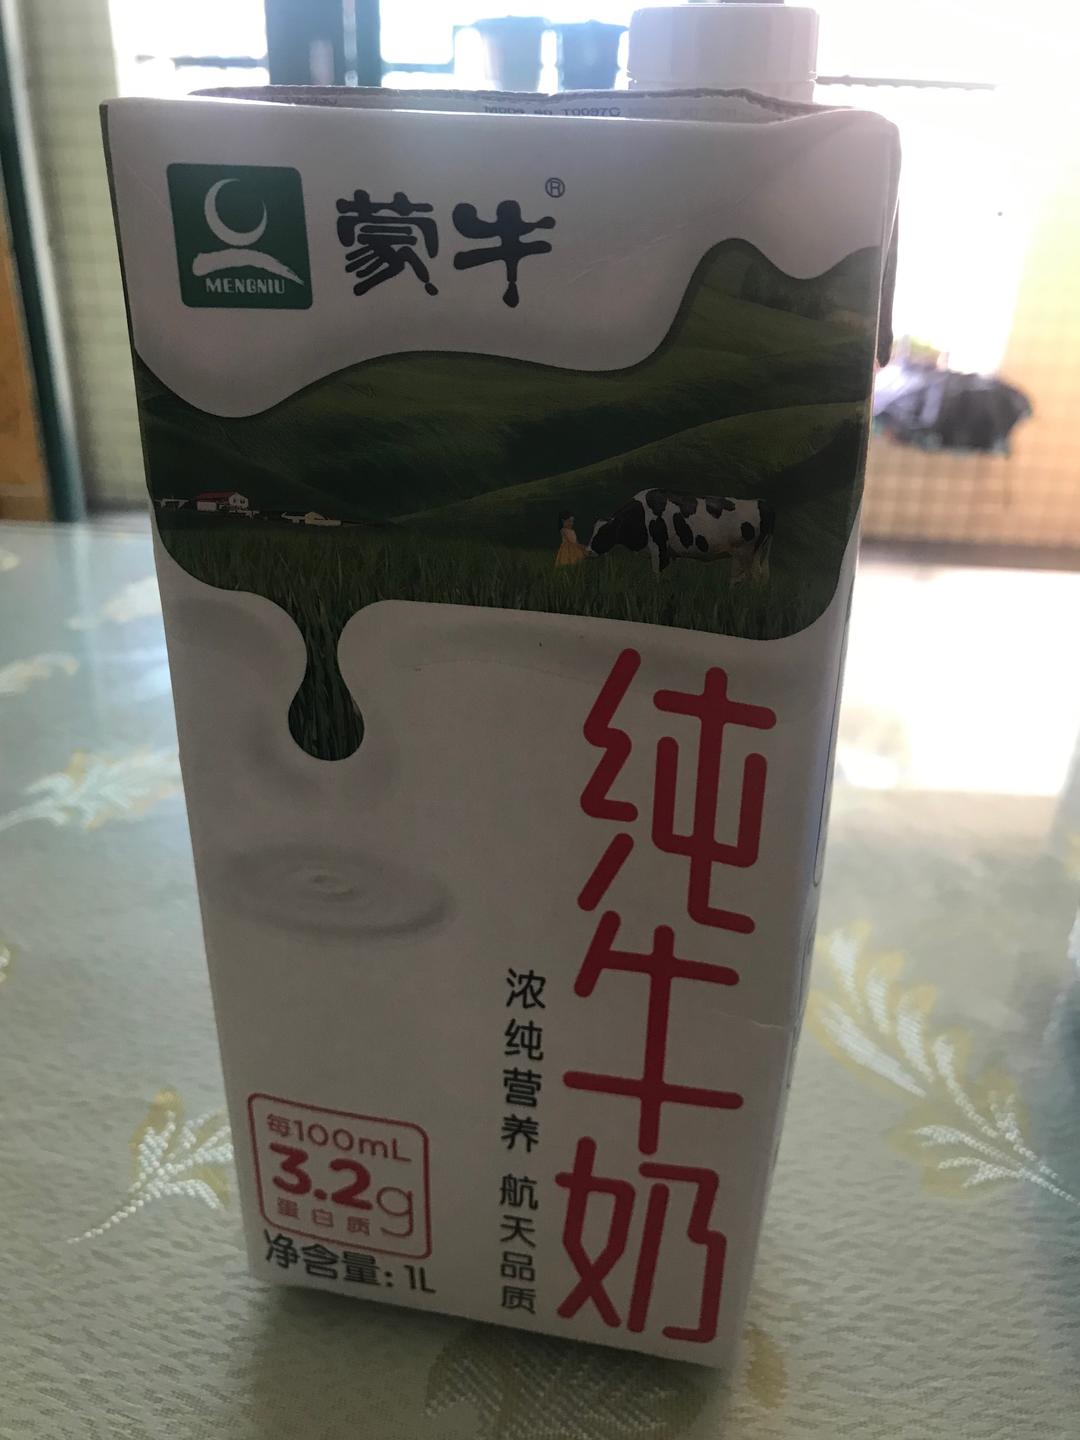 MENGNIU
蒙牛®
纯牛奶
浓纯营养 航天品质
每100mL
3.2g
蛋白质
净含量:1L